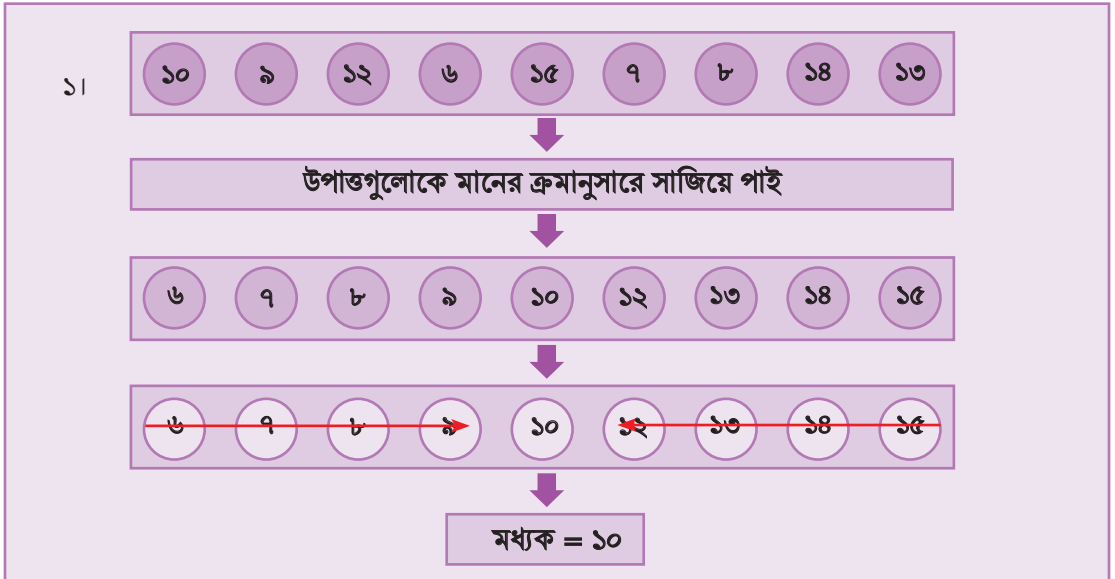 ১।
১০ ৯ ১২ ৬ ১৫ ৭ ৮ ১৪ ১৩
উপাত্তগুলোকে মানের ক্রমানুসারে সাজিয়ে পাই
৬ ৭ ৮ ৯ ১০ ১২ ১৩ ১৪ ১৫
৬ ৭ ৮ ৯ ১০ ১২ ১৩ ১৪ ১৫
মধ্যক = ১০